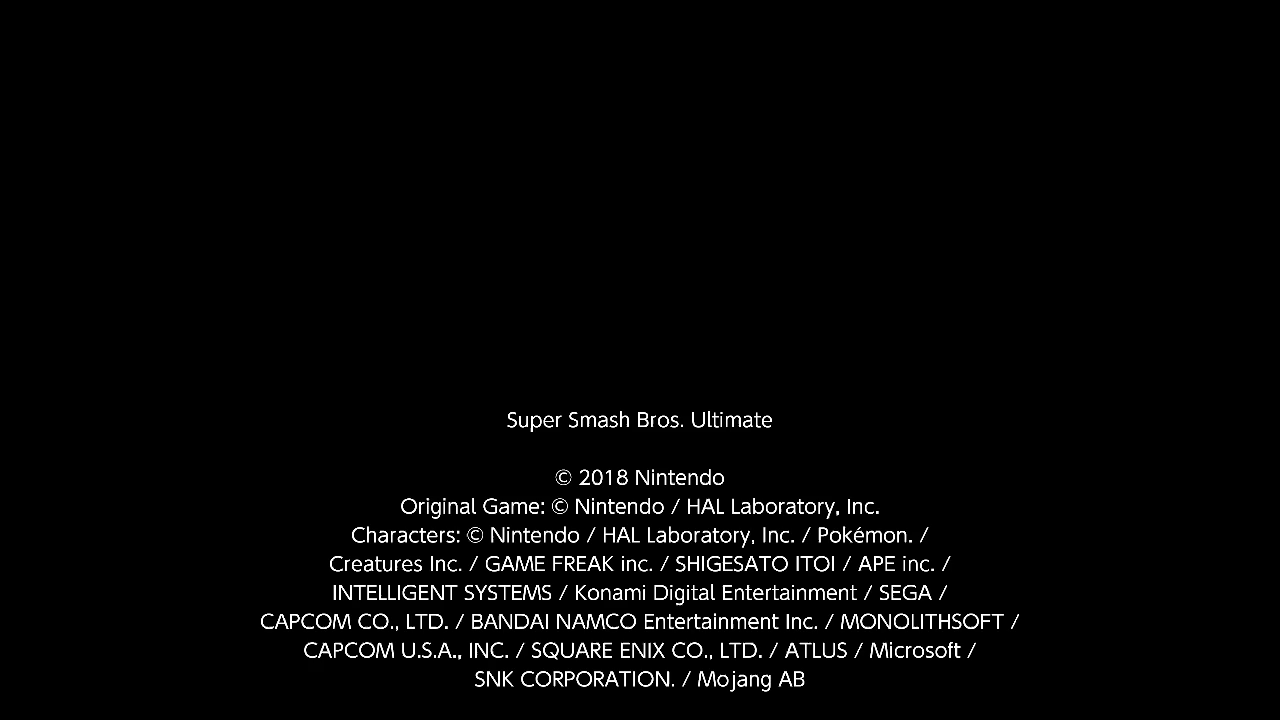 Super Smash Bros. Ultimate
© 2018 Nintendo
Original Game: © Nintendo / HAL Laboratory, Inc.
Characters: © Nintendo / HAL Laboratory, Inc. / Pokémon. /
Creatures Inc. / GAME FREAK inc. / SHIGESATO ITOI / APE inc. /
INTELLIGENT SYSTEMS / Konami Digital Entertainment / SEGA /
CAPCOM CO., LTD. / BANDAI NAMCO Entertainment Inc. / MONOLITHSOFT /
CAPCOM U.S.A., INC. / SQUARE ENIX CO., LTD. / ATLUS / Microsoft /
SNK CORPORATION. / Mojang AB